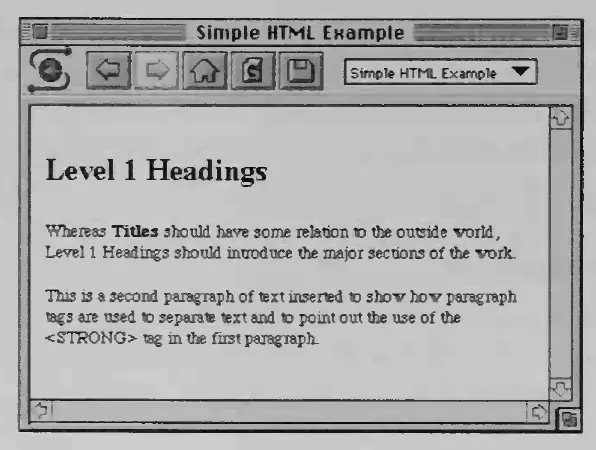 Simple HTML Example
Simple HTML Example
Level 1 Headings
Whereas Titles should have some relation to the outside world,
Level 1 Headings should introduce the major sections of the work.
This is a second paragraph of text inserted to show how paragraph
tags are used to separate text and to point out the use of the
<STRONG> tag in the first paragraph.